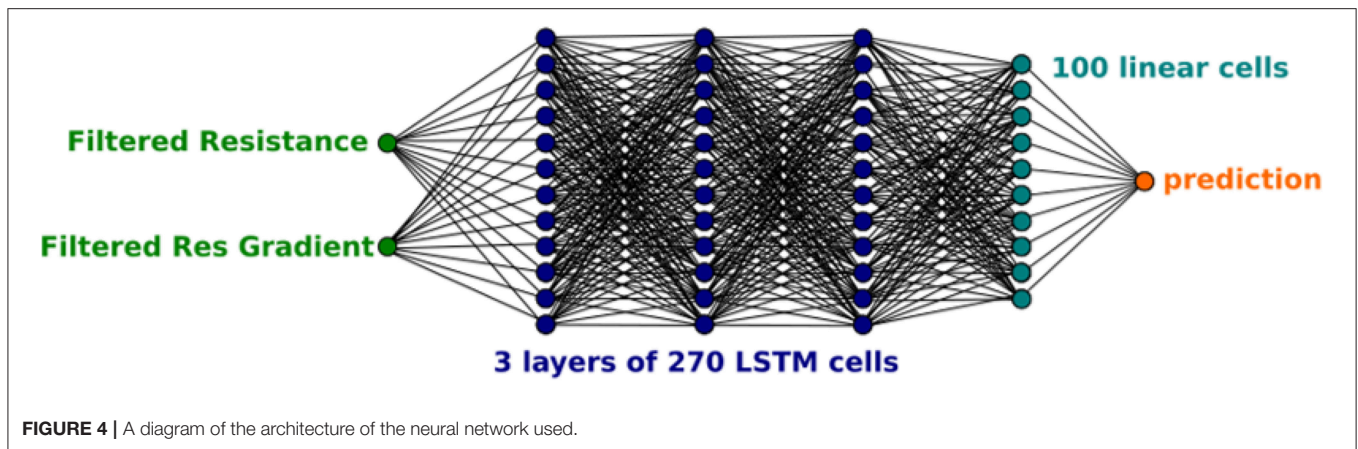 100 linear cells
Filtered Resistance
prediction
Filtered Res Gradient
3 layers of 270 LSTM cells
FIGURE 4 | A diagram of the architecture of the neural network used.